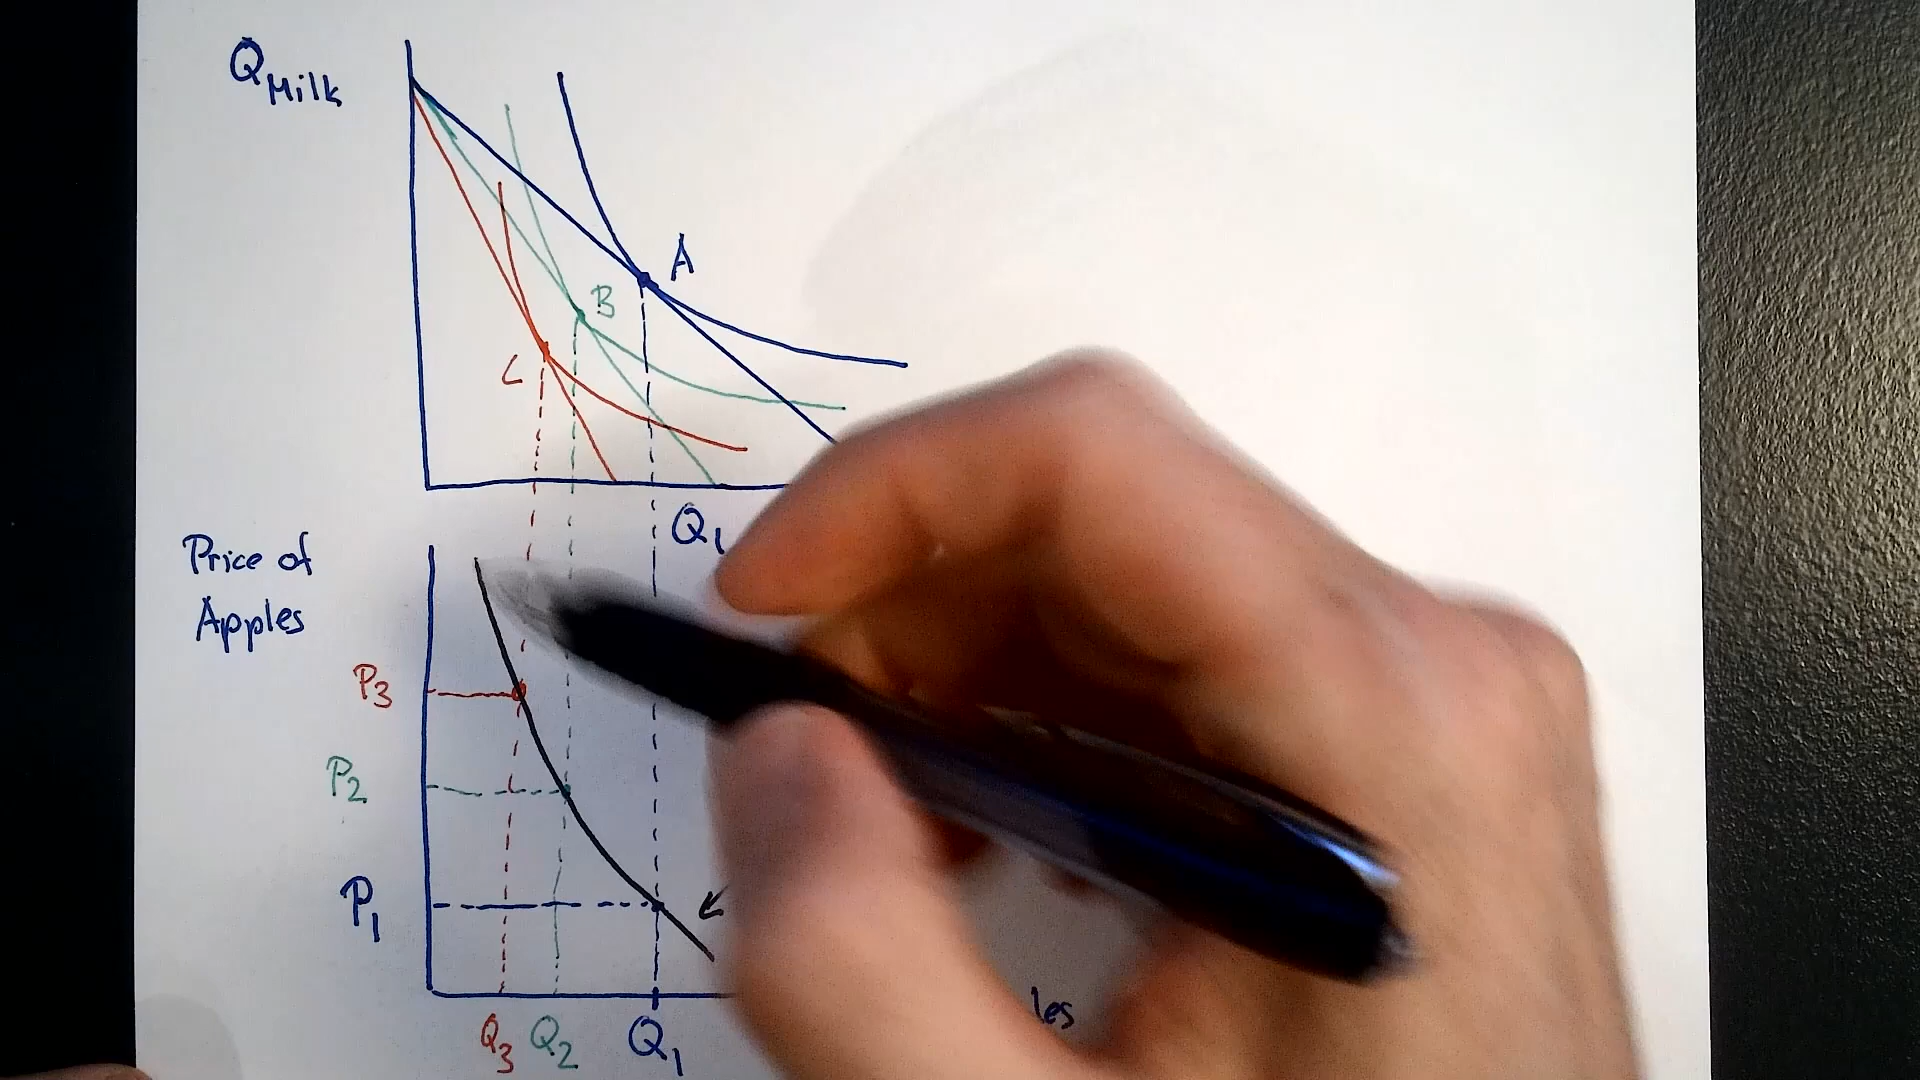 Q Milk
A
B
C
Q1
Price of
Apples
P3
P2
P1
Q3 Q2 Q1